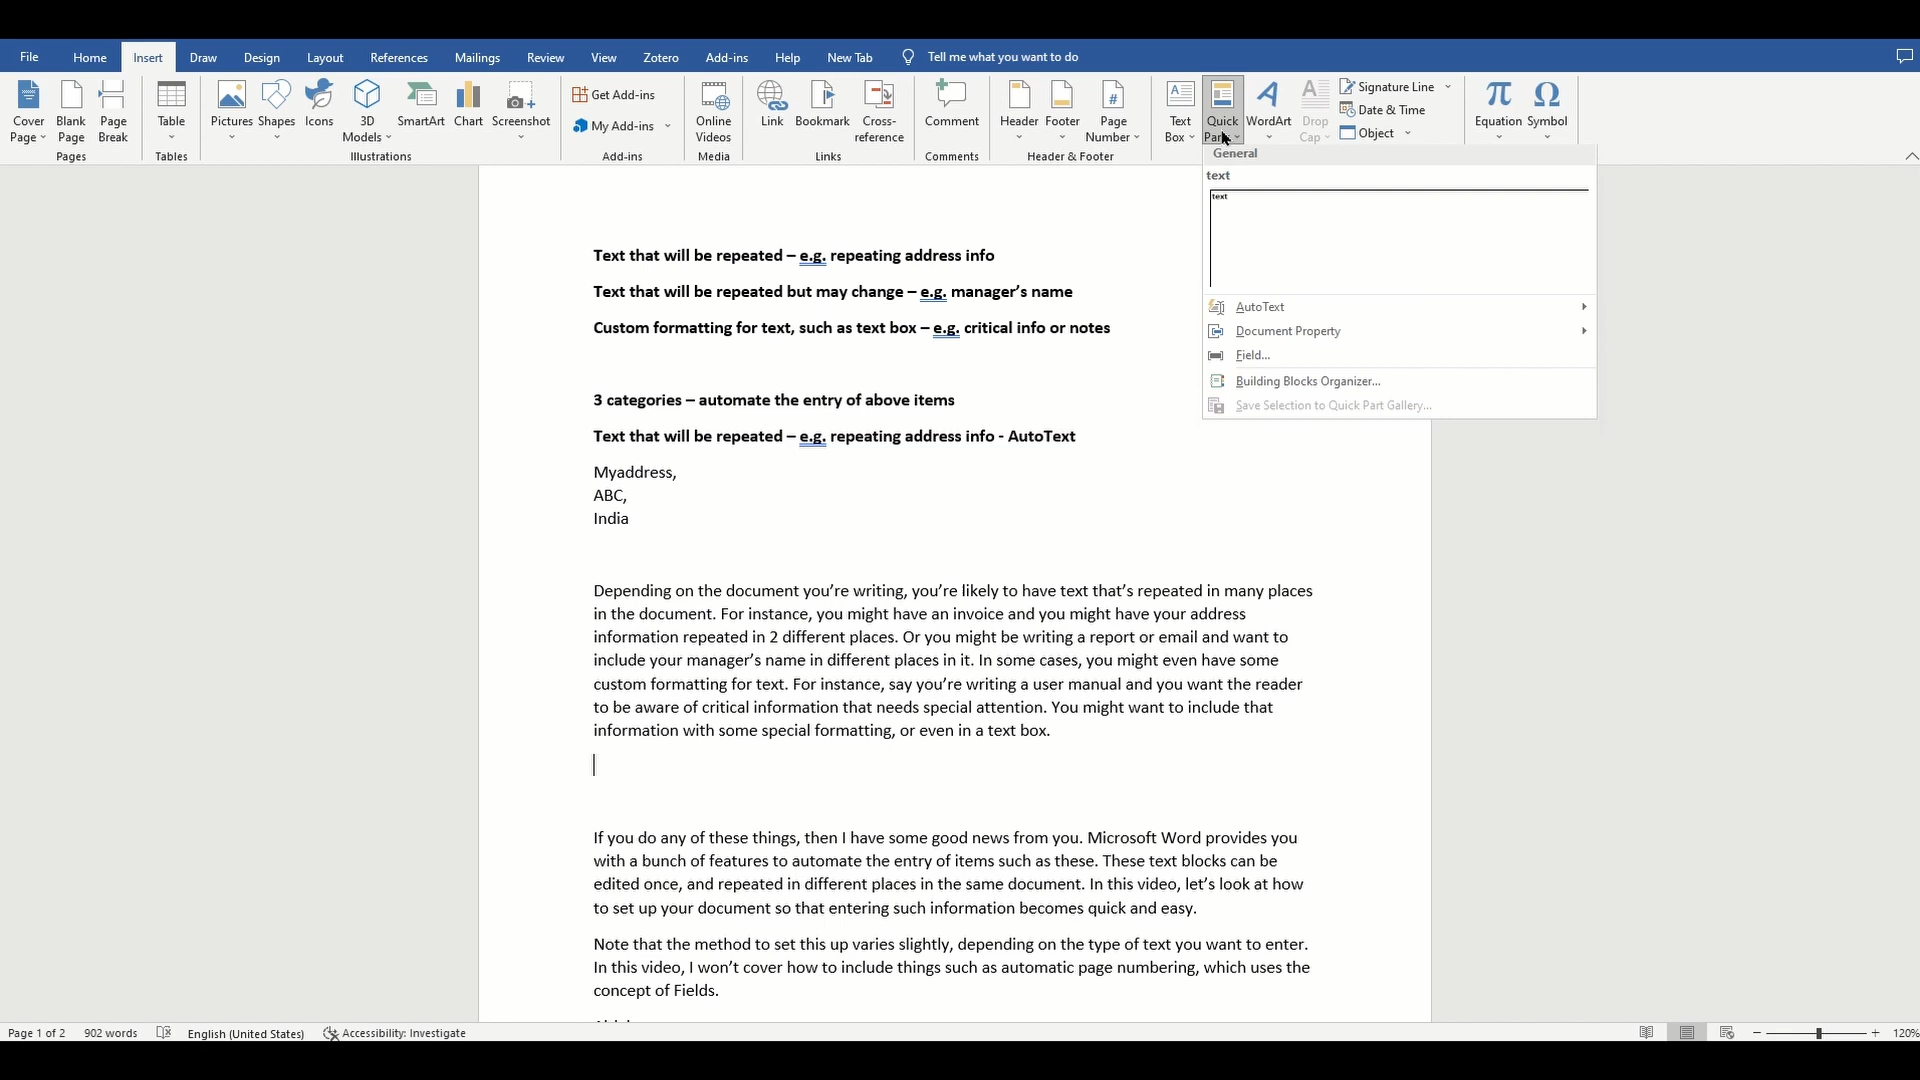 File Home Insert Draw Design Layout References Mailings Review View Zotero Add-ins Help New Tab Tell me what you want to do
Cover Page
Blank Page
Page Break
Pages
Table
Tables
Pictures
Shapes
Icons
3D Models
SmartArt
Chart
Screenshot
Illustrations
Get Add-ins
My Add-ins
Add-ins
Online Videos
Media
Link
Bookmark
Cross-reference
Links
Comment
Comments
Header
Footer
Page Number
Header & Footer
Text Box
Quick Parts
WordArt
Drop Cap
Signature Line
Date & Time
Object
Equation
Symbol
General
text
text
AutoText
Document Property
Field...
Building Blocks Organizer...
Save Selection to Quick Part Gallery...
Text that will be repeated – e.g. repeating address info
Text that will be repeated but may change – e.g. manager’s name
Custom formatting for text, such as text box – e.g. critical info or notes
3 categories – automate the entry of above items
Text that will be repeated – e.g. repeating address info - AutoText
Myaddress,
ABC,
India
Depending on the document you’re writing, you’re likely to have text that’s repeated in many places
in the document. For instance, you might have an invoice and you might have your address
information repeated in 2 different places. Or you might be writing a report or email and want to
include your manager’s name in different places in it. In some cases, you might even have some
custom formatting for text. For instance, say you’re writing a user manual and you want the reader
to be aware of critical information that needs special attention. You might want to include that
information with some special formatting, or even in a text box.
If you do any of these things, then I have some good news from you. Microsoft Word provides you
with a bunch of features to automate the entry of items such as these. These text blocks can be
edited once, and repeated in different places in the same document. In this video, let’s look at how
to set up your document so that entering such information becomes quick and easy.
Note that the method to set this up varies slightly, depending on the type of text you want to enter.
In this video, I won’t cover how to include things such as automatic page numbering, which uses the
concept of Fields.
Page 1 of 2 902 words English (United States) Accessibility: Investigate 120%